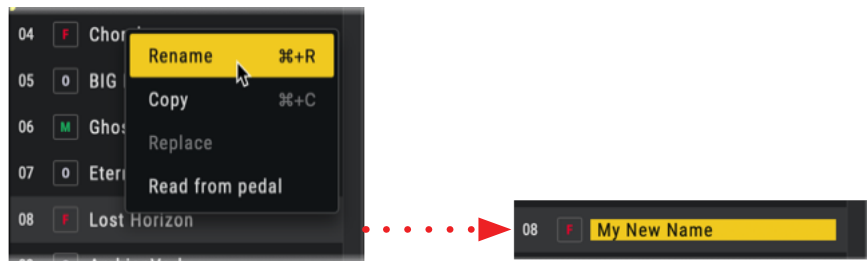 04 F Chor
Rename ⌘+R
05 O BIG
Copy ⌘+C
06 M Ghos
Replace
07 O Eter
Read from pedal
08 F Lost Horizon
08 F My New Name